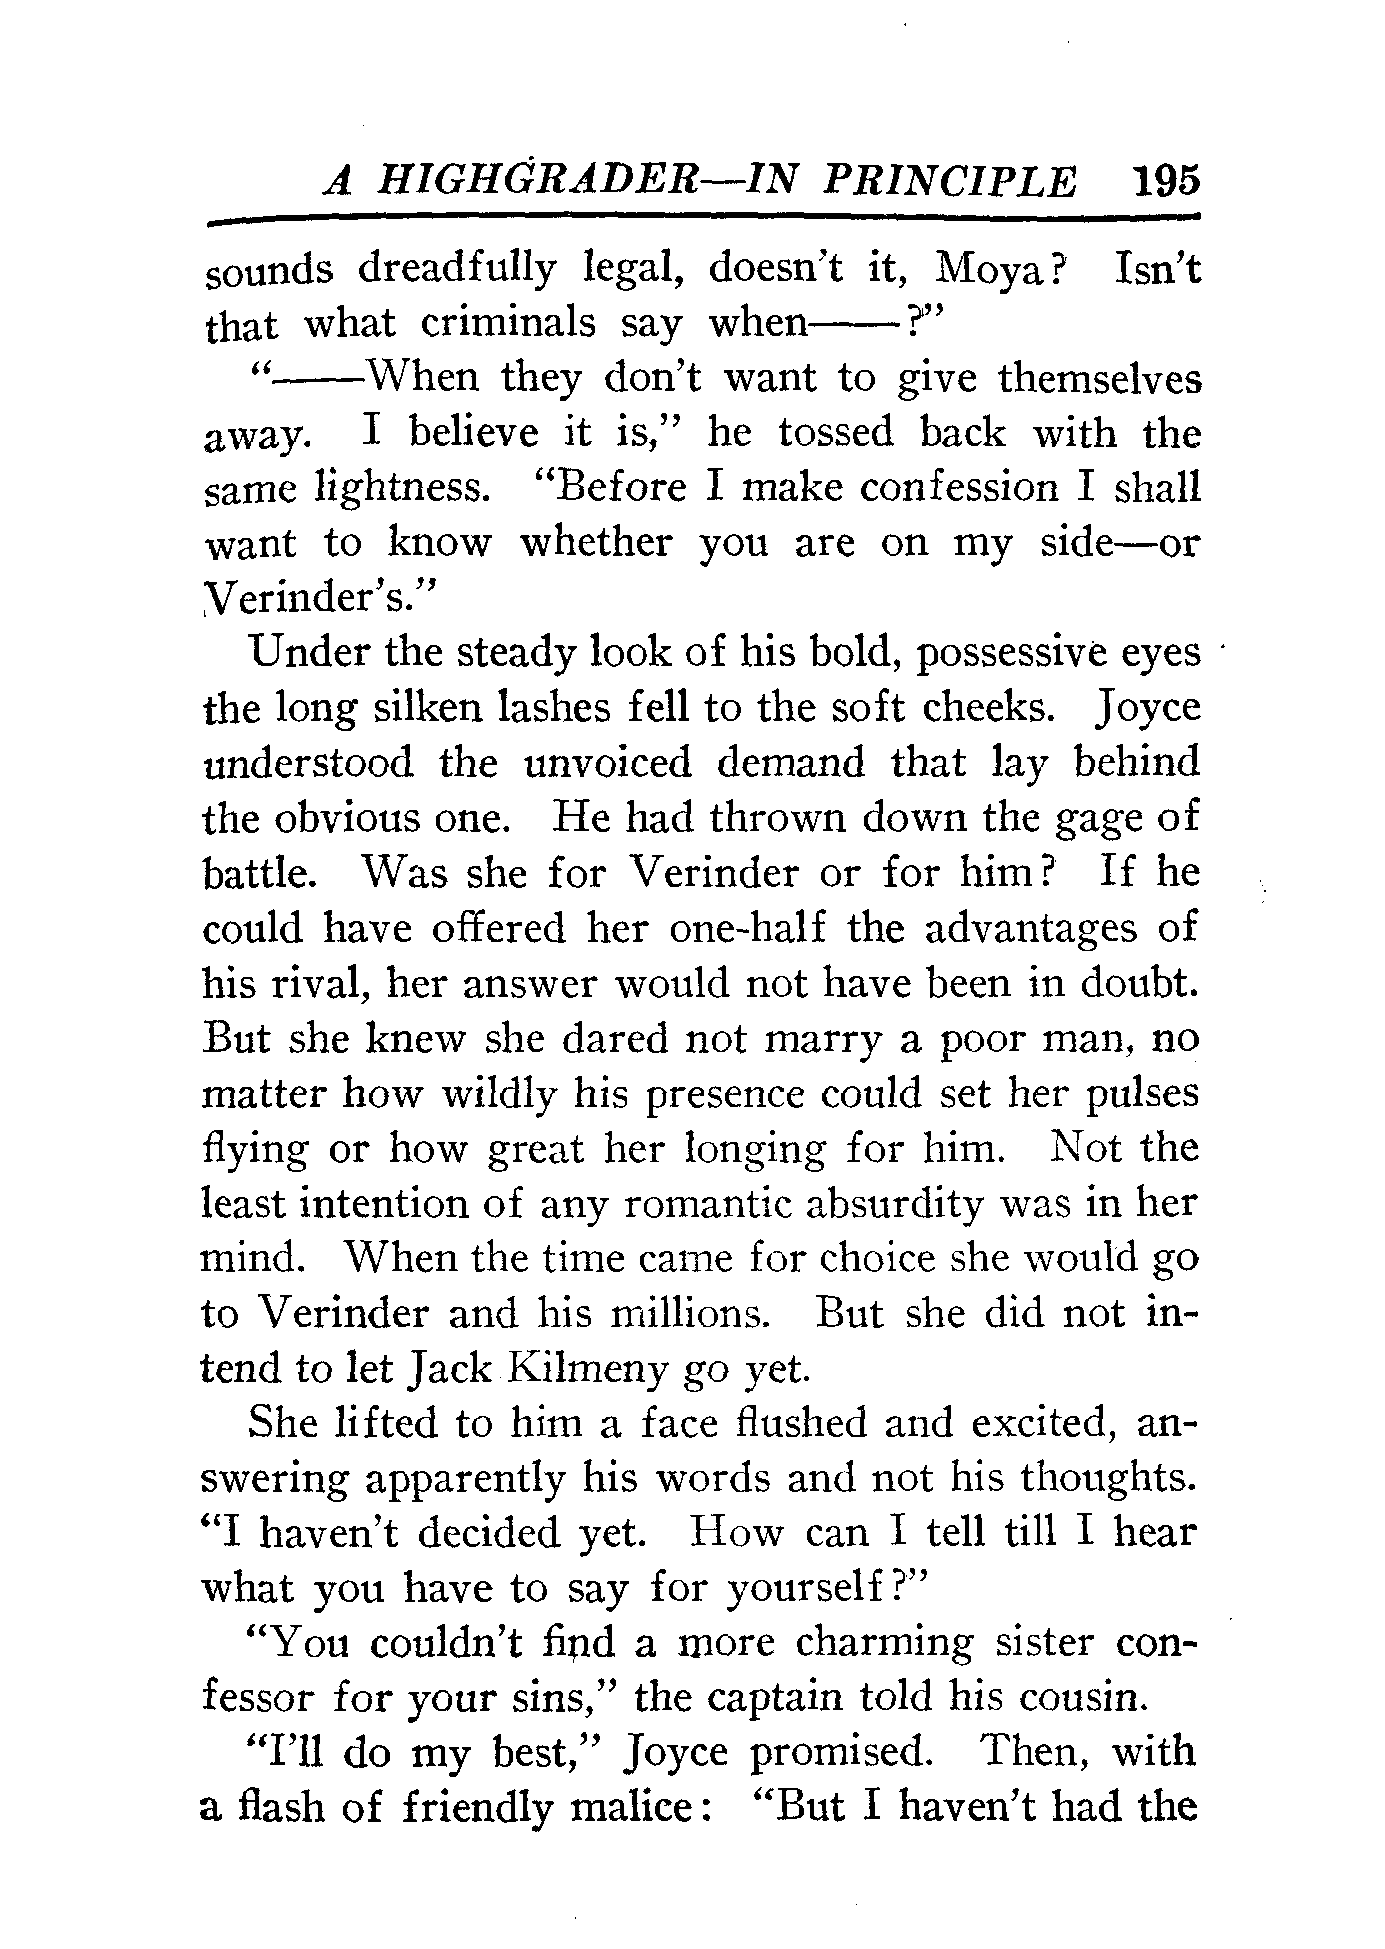 A HIGHGRADER—IN PRINCIPLE 195
sounds dreadfully legal, doesn't it, Moya? Isn't
that what criminals say when——?"
"——When they don't want to give themselves
away. I believe it is," he tossed back with the
same lightness. "Before I make confession I shall
want to know whether you are on my side—or
Verinder's."
Under the steady look of his bold, possessive eyes
the long silken lashes fell to the soft cheeks. Joyce
understood the unvoiced demand that lay behind
the obvious one. He had thrown down the gage of
battle. Was she for Verinder or for him? If he
could have offered her one-half the advantages of
his rival, her answer would not have been in doubt.
But she knew she dared not marry a poor man, no
matter how wildly his presence could set her pulses
flying or how great her longing for him. Not the
least intention of any romantic absurdity was in her
mind. When the time came for choice she would go
to Verinder and his millions. But she did not in-
tend to let Jack Kilmeny go yet.
She lifted to him a face flushed and excited, an-
swering apparently his words and not his thoughts.
"I haven't decided yet. How can I tell till I hear
what you have to say for yourself?"
"You couldn't find a more charming sister con-
fessor for your sins," the captain told his cousin.
"I'll do my best," Joyce promised. Then, with
a flash of friendly malice: "But I haven't had the